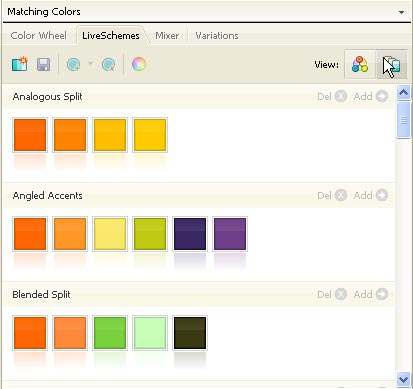 Matching Colors
Color Wheel LiveSchemes Mixer Variations
View:
Analogous Split Del Add
Angled Accents Del Add
Blended Split Del Add